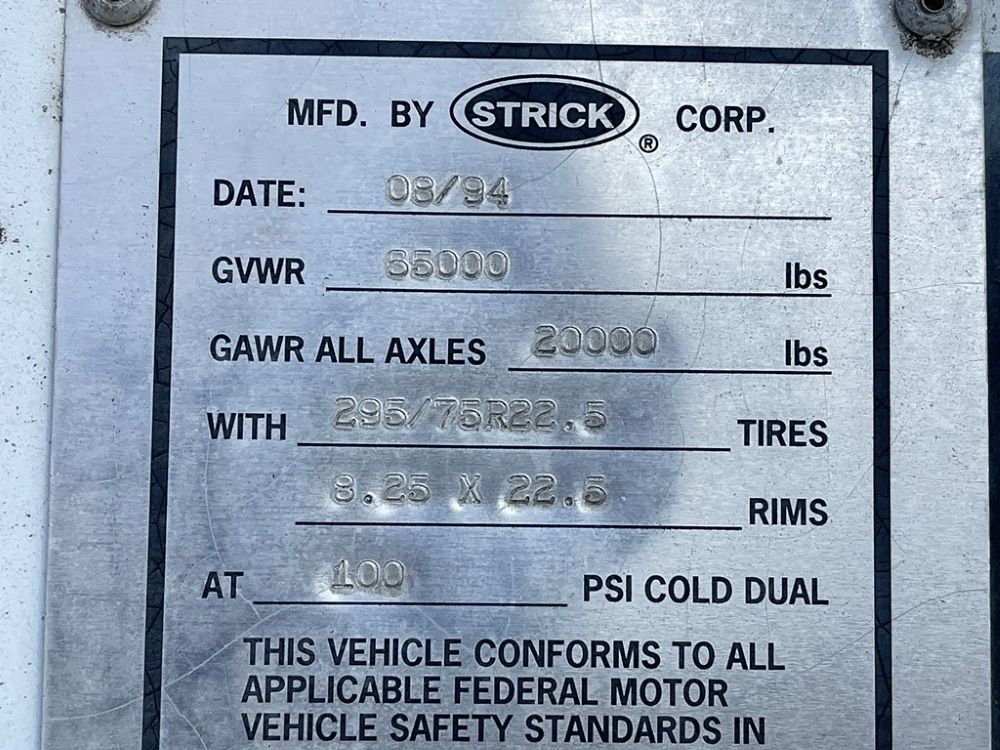 MFD. BY STRICK® CORP.
DATE: 08/94
GVWR 65000 lbs
GAWR ALL AXLES 20000 lbs
WITH 295/75R22.5 TIRES
8.25 X 22.5 RIMS
AT 100 PSI COLD DUAL
THIS VEHICLE CONFORMS TO ALL
APPLICABLE FEDERAL MOTOR
VEHICLE SAFETY STANDARDS IN